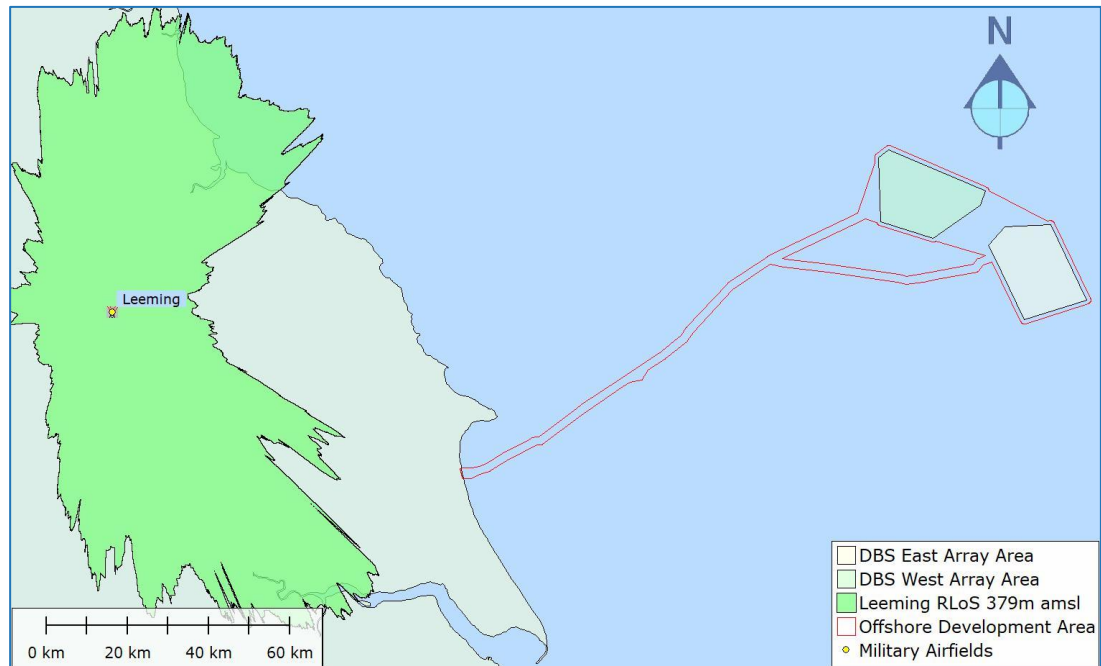 N
Leeming
DBS East Array Area
DBS West Array Area
Leeming RLoS 379m amsl
Offshore Development Area
Military Airfields
0 km 20 km 40 km 60 km